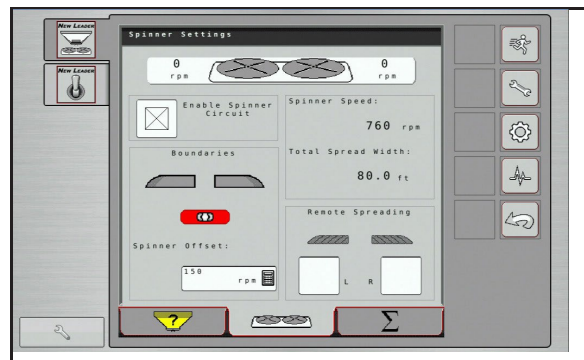 NEW LEADER
Spinner Settings
0
rpm
0
rpm
NEW LEADER
Enable Spinner
Circuit
Spinner Speed:
760 rpm
Boundaries
Total Spread Width:
80.0 ft
Remote Spreading
Spinner Offset:
150
rpm
L R
?
Σ